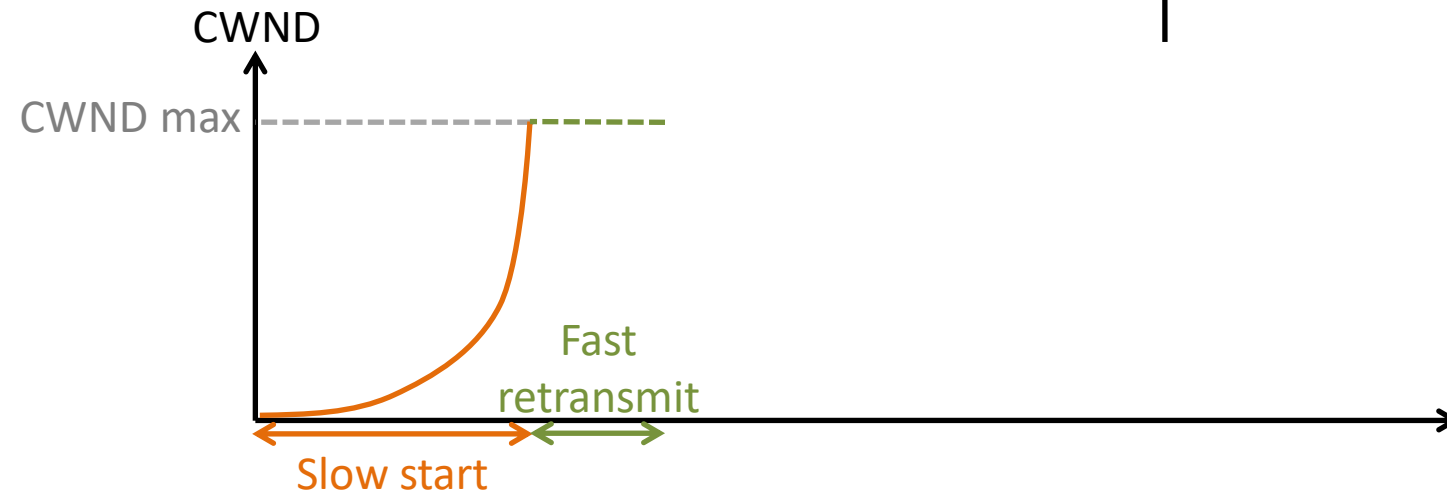 CWND
CWND max
Fast
retransmit
Slow start